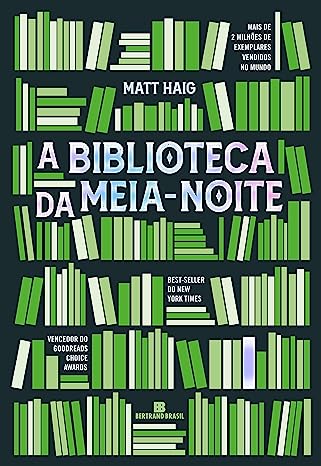 MAIS DE
2 MILHÕES DE
EXEMPLARES
VENDIDOS
NO MUNDO
MATT HAIG
A BIBLIOTECA
DA MEIA-NOITE
BEST-SELLER
DO NEW
YORK TIMES
VENCEDOR DO
GOODREADS
CHOICE
AWARDS
BB
BERTRAND BRASIL